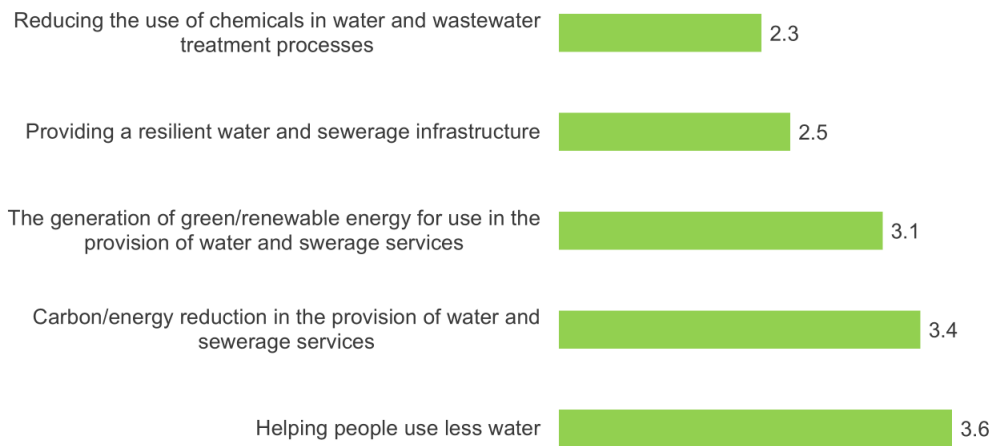 Reducing the use of chemicals in water and wastewater
treatment processes
2.3
Providing a resilient water and sewerage infrastructure
2.5
The generation of green/renewable energy for use in the
provision of water and swerage services
3.1
Carbon/energy reduction in the provision of water and
sewerage services
3.4
Helping people use less water
3.6